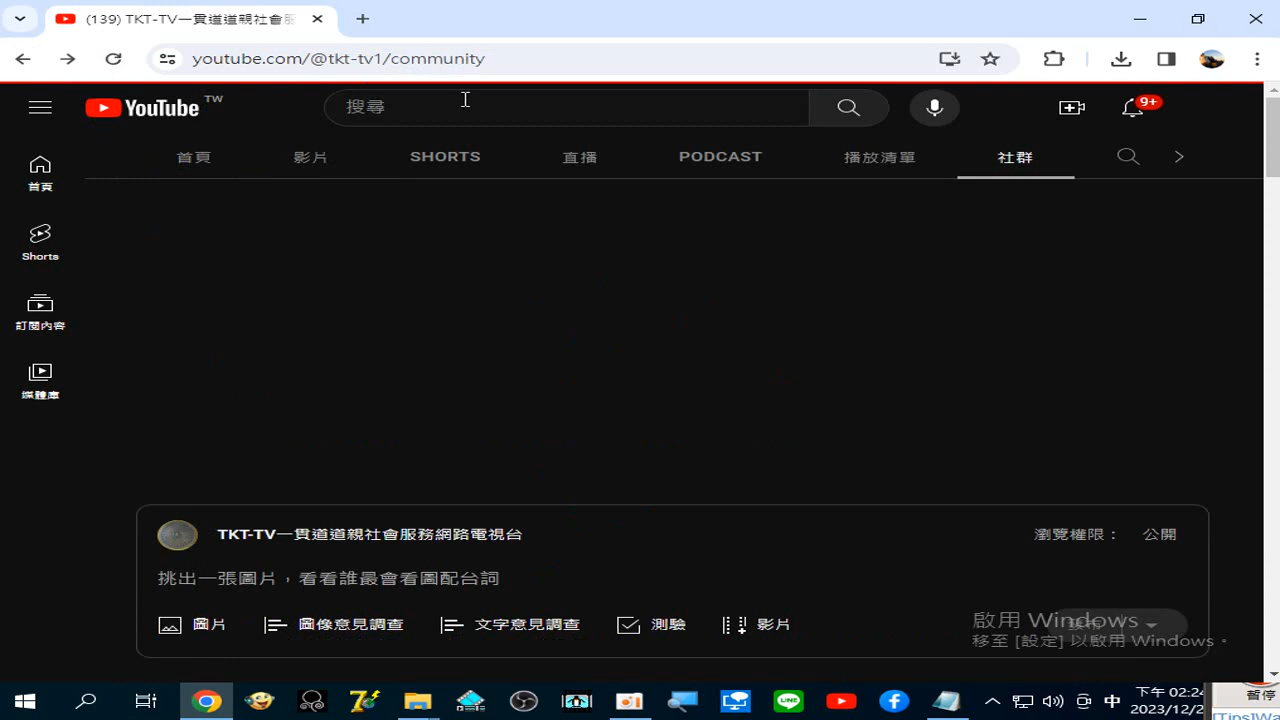 (139) TKT-TV一貫道道親社會服
youtube.com/@tkt-tv1/community
YouTube TW
搜尋
9+
首頁
影片
SHORTS
直播
PODCAST
播放清單
社群
首頁
Shorts
訂閱內容
媒體庫
TKT-TV一貫道道親社會服務網路電視台
瀏覽權限： 公開
挑出一張圖片，看看誰最會看圖配台詞
圖片
圖像意見調查
文字意見調查
測驗
影片
啟用 Windows
移至 [設定] 以啟用 Windows。
中
下午 02:24
2023/12/2
暫停
[Tips]Wa